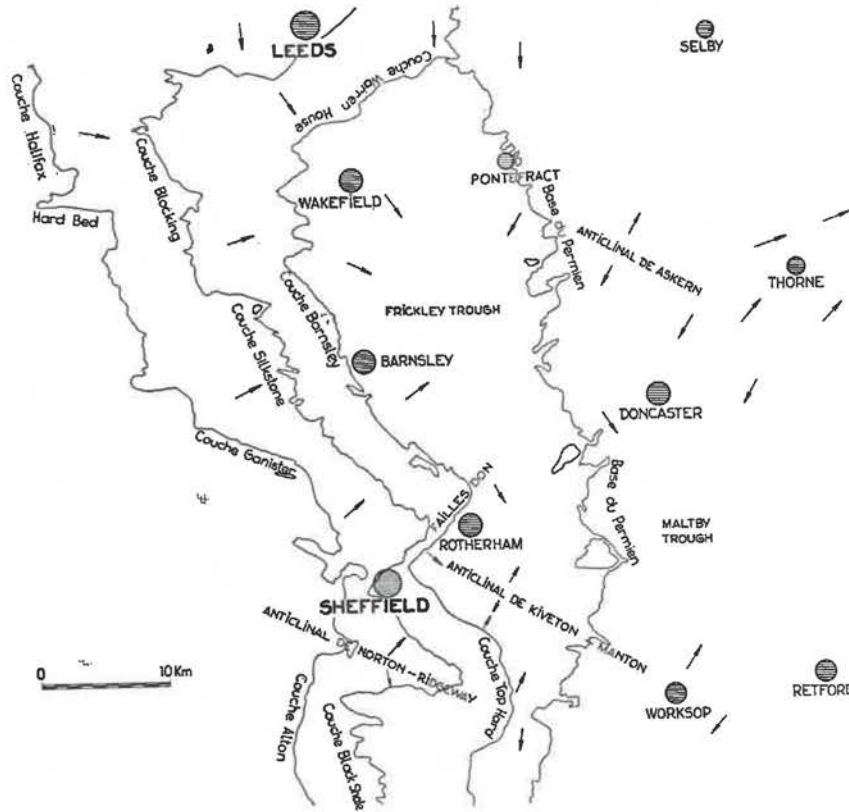 LEEDS
SELBY
Couche Warren House
Couche Halifax
Hard Bed
Couche Blocking
WAKEFIELD
PONTEFRACT
Base du Permien
ANTICLINAL DE ASKERN
THORNE
FRICKLEY TROUGH
Couche Barnsley
Couche Silkstone
BARNSLEY
DONCASTER
Couche Ganister
FAILLES DON
Base du Permien
MALTBY
TROUGH
ROTHERHAM
SHEFFIELD
ANTICLINAL DE KIVETON
MANTON
ANTICLINAL DE NORTON-RIDGEWAY
0 10 Km
Couche Alton
Couche Black Shale
Couche Top Hard
WORKSOP
RETFORD